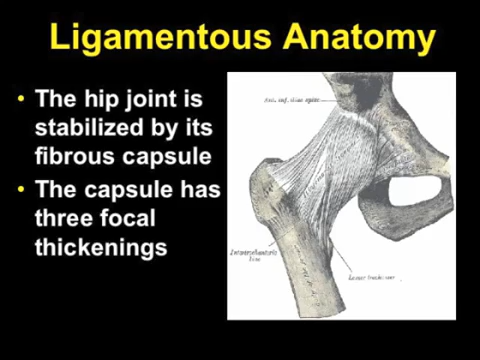 Ligamentous Anatomy
• The hip joint is
stabilized by its
fibrous capsule
• The capsule has
three focal
thickenings
Intertrochanteric
line
Lesser trochanter